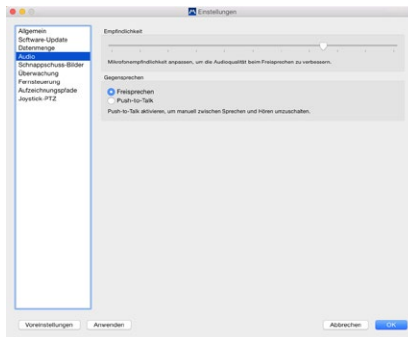 Einstellungen
Allgemein
Software-Update
Datenmenge
Audio
Schnappschuss-Bilder
Überwachung
Fernsteuerung
Aufzeichnungspfade
Joystick-PTZ
Empfindlichkeit
Mikrofonempfindlichkeit anpassen, um die Audioqualität beim Freisprechen zu verbessern.
Gegensprechen
Freisprechen
Push-to-Talk
Push-to-Talk aktivieren, um manuell zwischen Sprechen und Hören umzuschalten.
Voreinstellungen
Anwenden
Abbrechen
OK